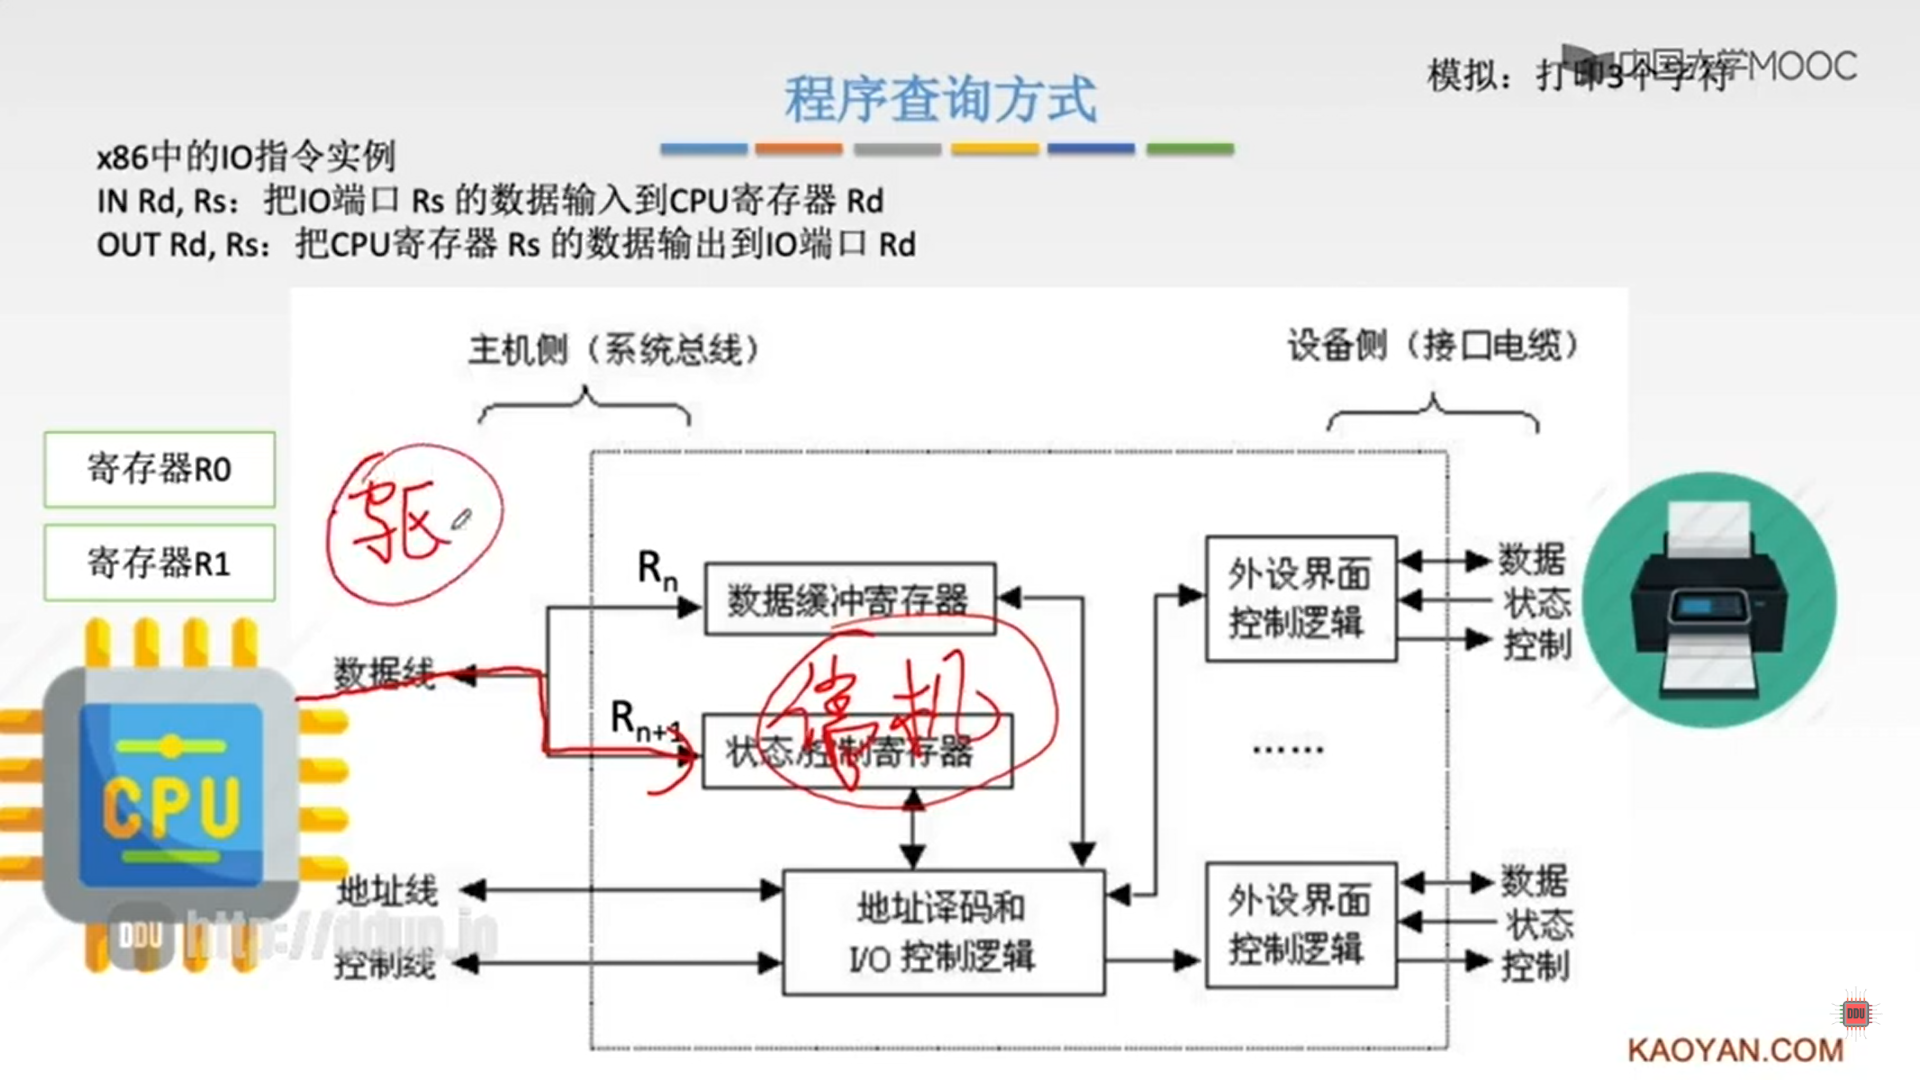 中国大学MOOC
模拟：打印3个字符
程序查询方式
x86中的IO指令实例
IN Rd, Rs：把IO端口 Rs 的数据输入到CPU寄存器 Rd
OUT Rd, Rs：把CPU寄存器 Rs 的数据输出到IO端口 Rd
主机侧（系统总线）
设备侧（接口电缆）
寄存器R0
寄存器R1
Rn
数据缓冲寄存器
外设界面
控制逻辑
数据
状态
控制
数据线
停机
Rn+1
状态/控制寄存器
……
CPU
地址线
控制线
地址译码和
I/O 控制逻辑
外设界面
控制逻辑
数据
状态
控制
DDU http://ddup.io
DDU
KAOYAN.COM